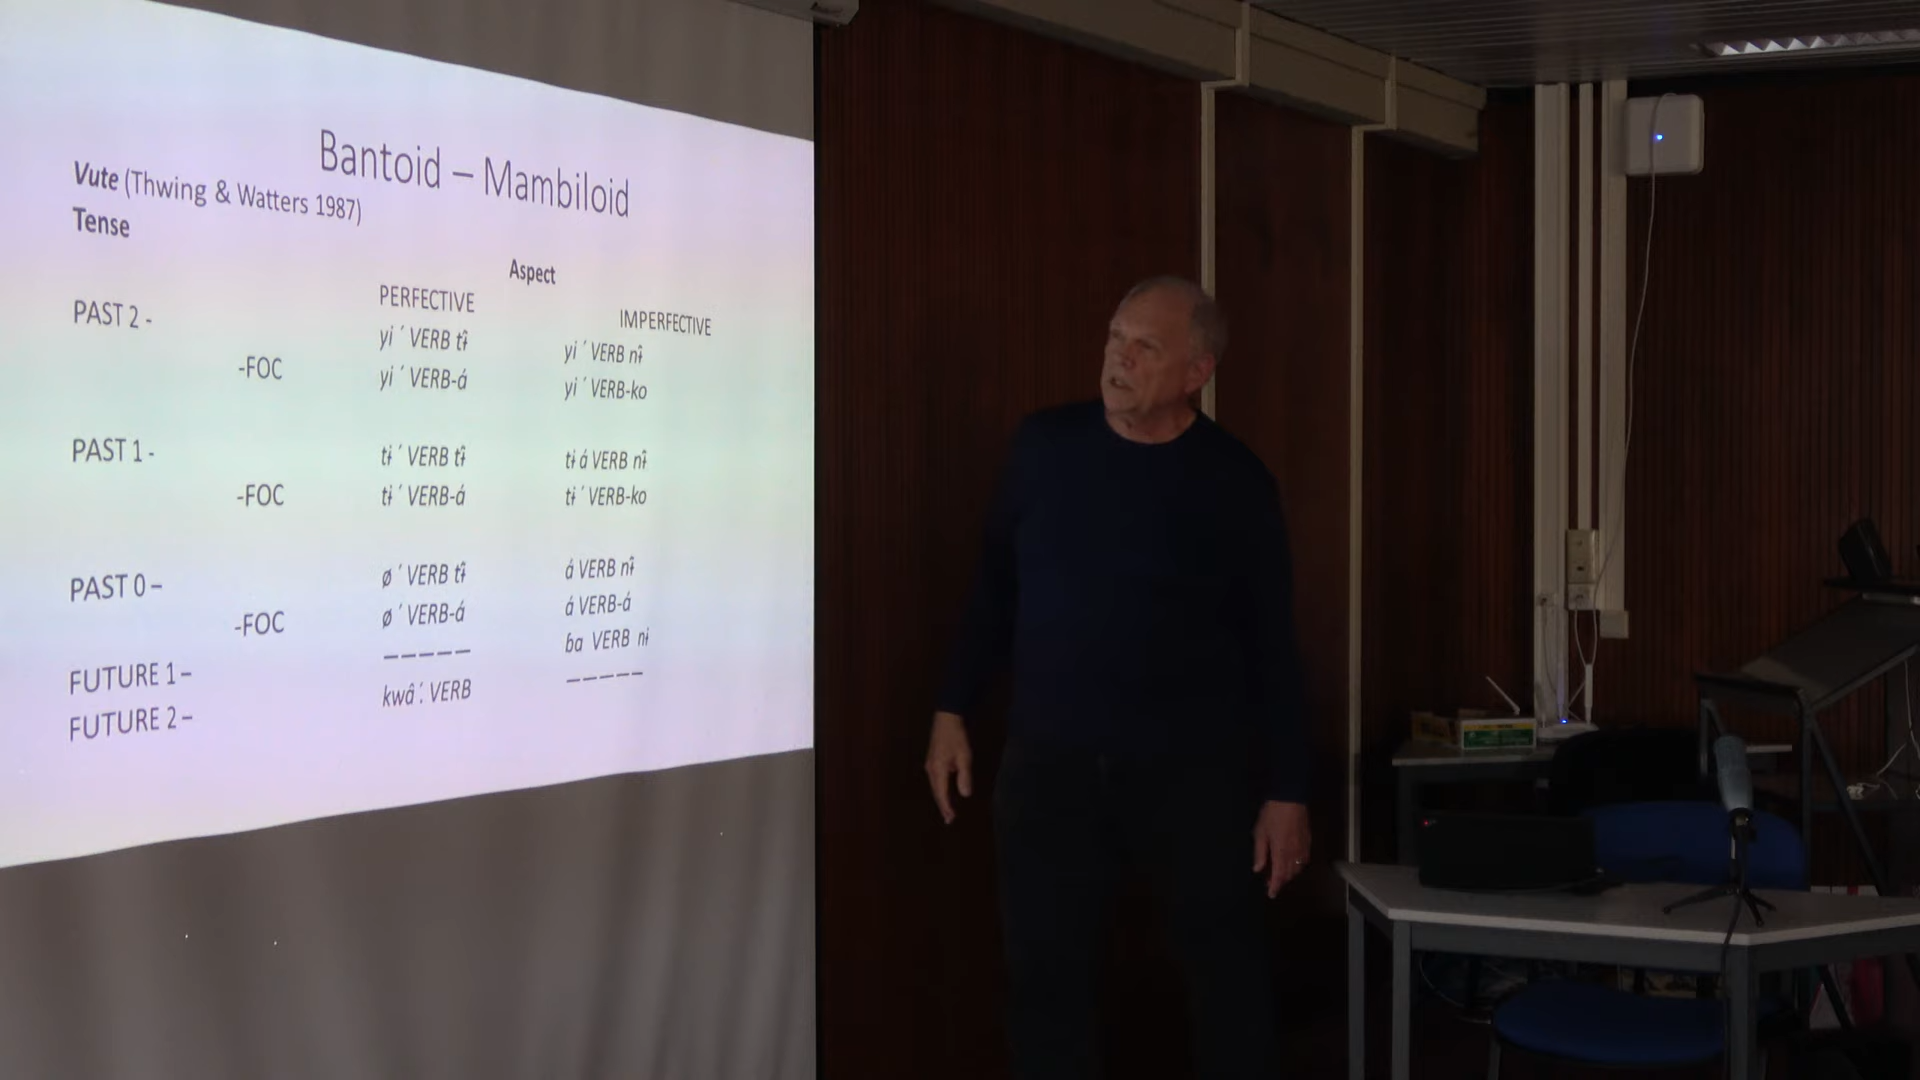 Bantoid – Mambiloid
Vute (Thwing & Watters 1987)
Tense
Aspect
PERFECTIVE IMPERFECTIVE
PAST 2 - yi ´ VERB tɨ̂ yi ´ VERB nɨ̂
-FOC yi ´ VERB-á yi ´ VERB-ko
PAST 1 - tɨ ´ VERB tɨ̂ tɨ á VERB nɨ̂
-FOC tɨ ´ VERB-á tɨ ´ VERB-ko
PAST 0 – ø ´ VERB tɨ̂ á VERB nɨ̂
-FOC ø ´ VERB-á á VERB-á
FUTURE 1 – ————— ɓa VERB nɨ
FUTURE 2 – kwâ ´: VERB —————